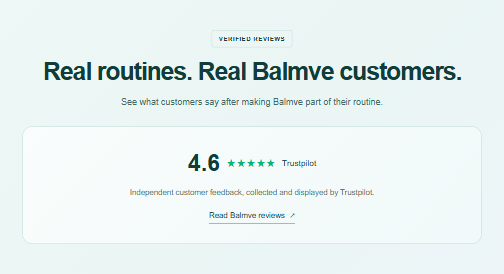 VERIFIED REVIEWS
Real routines. Real Balmve customers.
See what customers say after making Balmve part of their routine.
4.6 ★★★★★ Trustpilot
Independent customer feedback, collected and displayed by Trustpilot.
Read Balmve reviews ↗